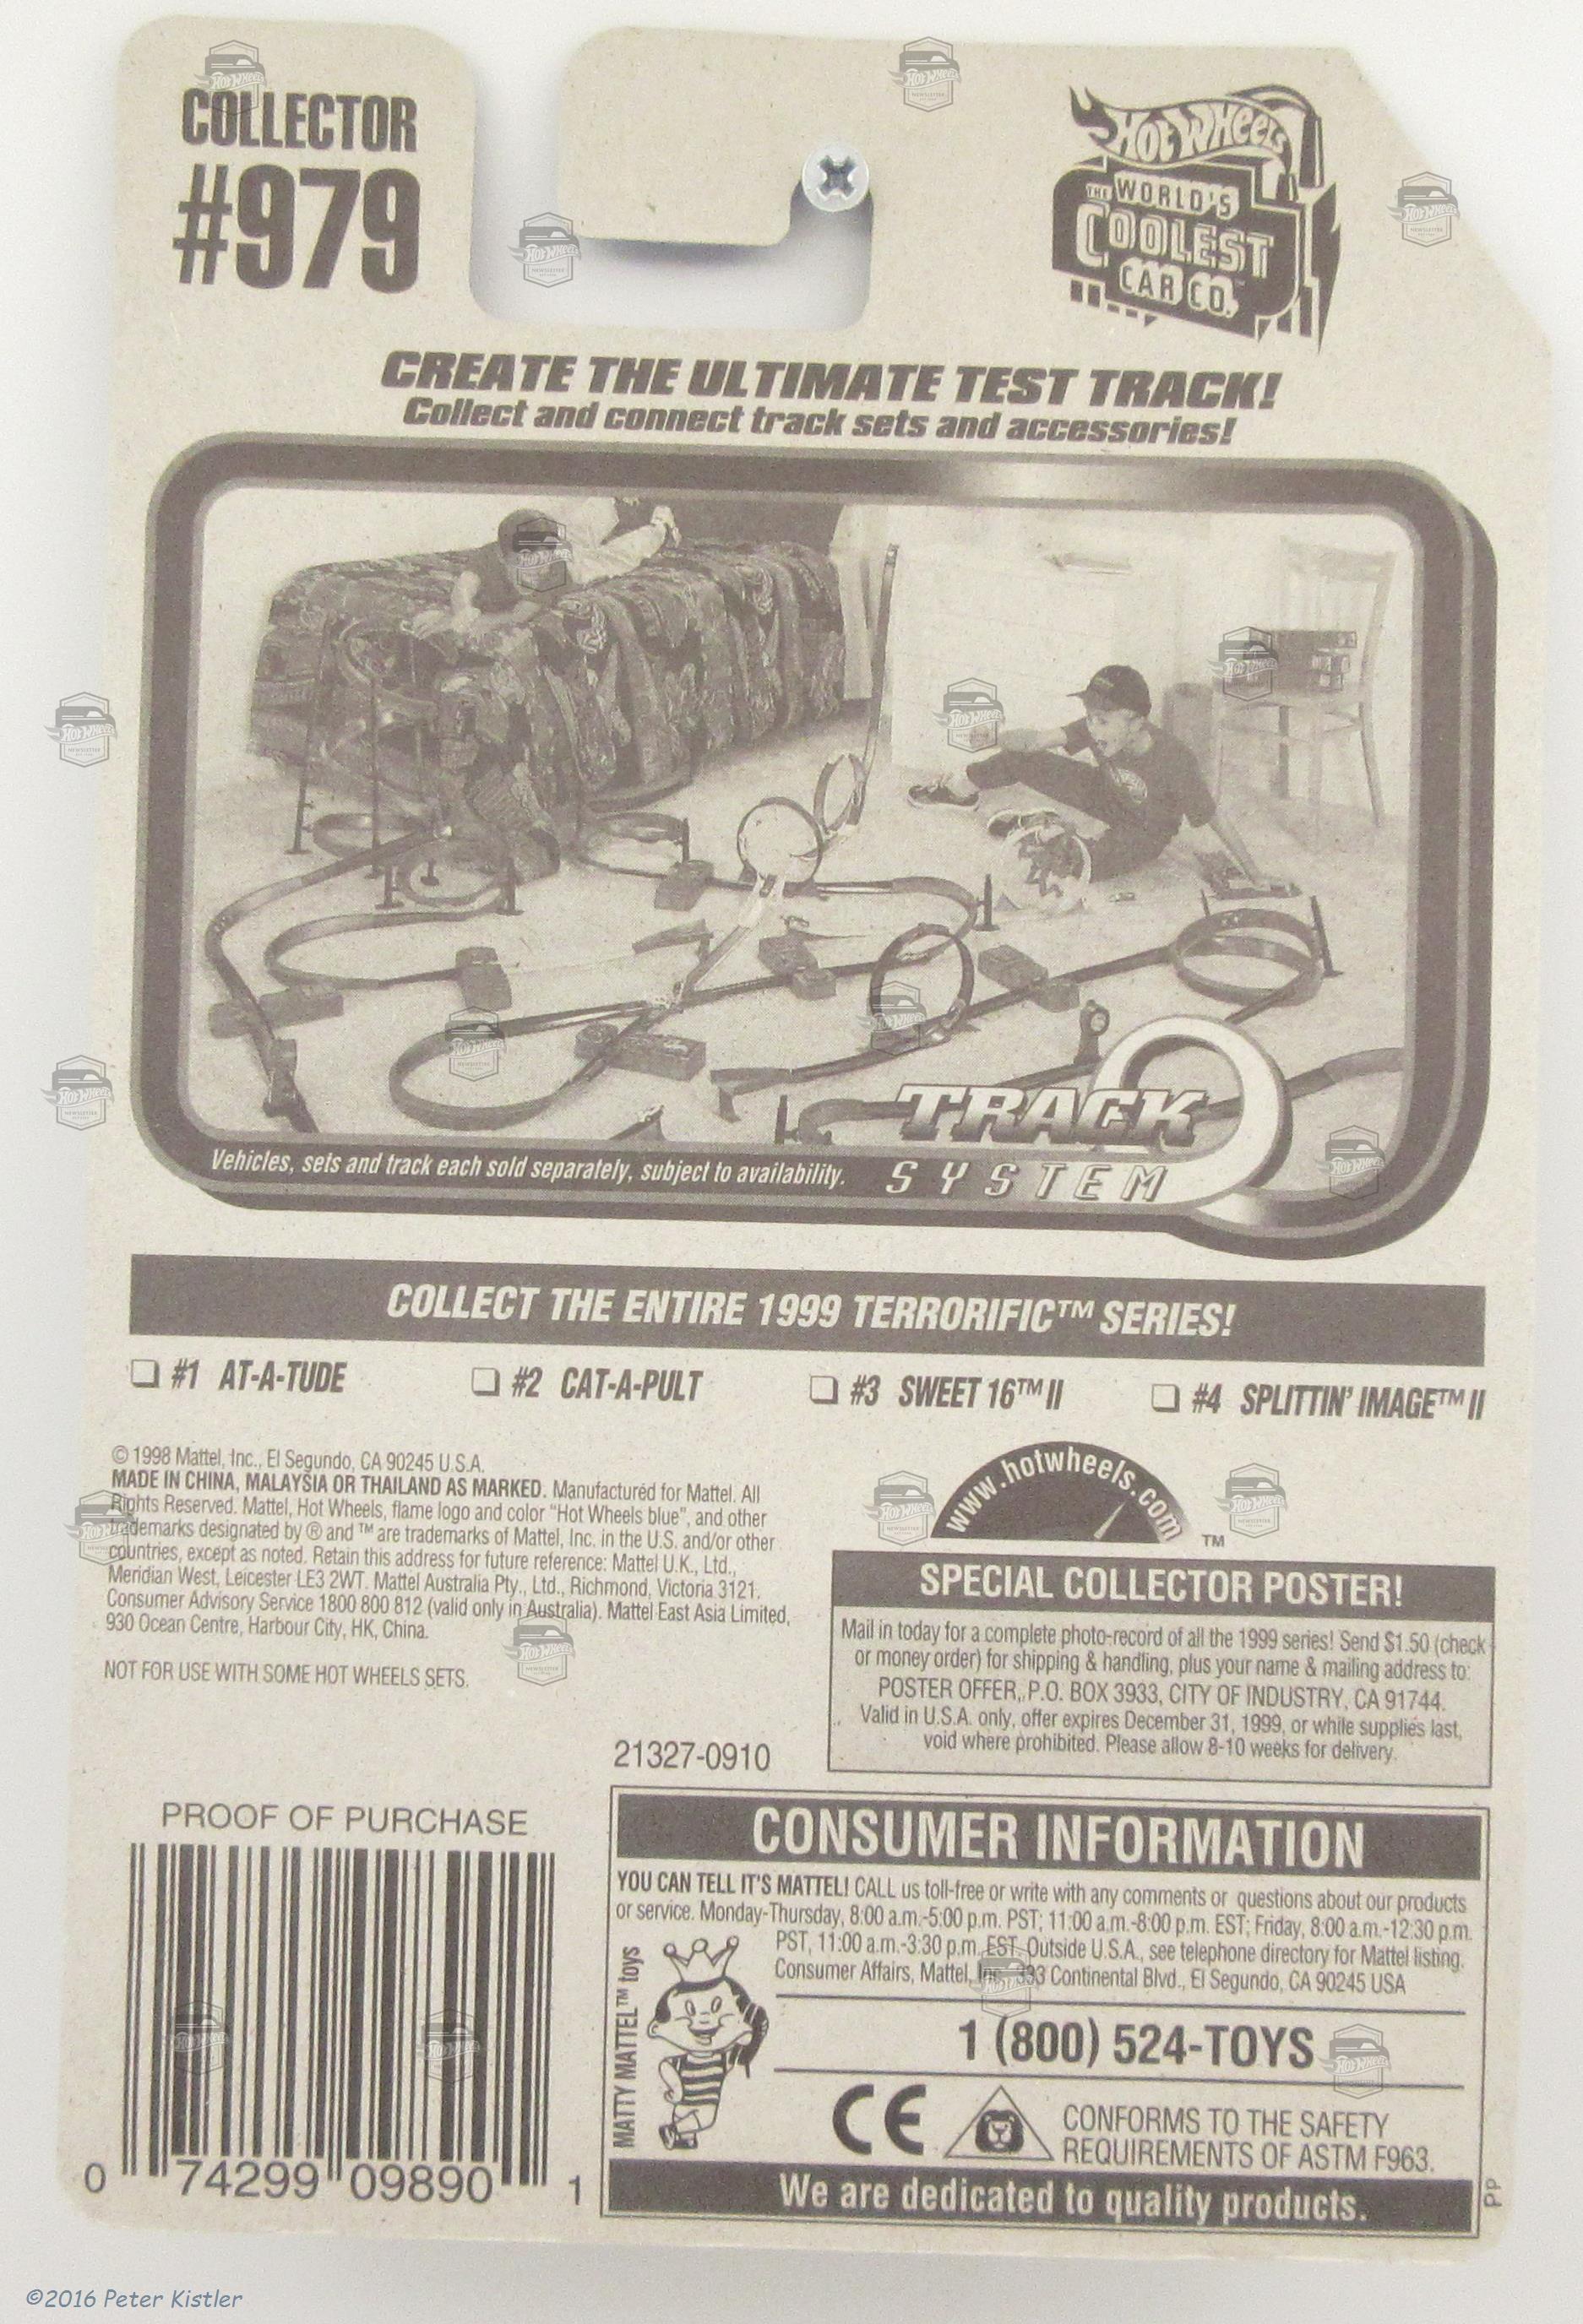 COLLECTOR
#979
HOT WHEELS
THE WORLD'S
COOLEST
CAR CO.™
CREATE THE ULTIMATE TEST TRACK!
Collect and connect track sets and accessories!
TRACK
SYSTEM
Vehicles, sets and track each sold separately, subject to availability.
COLLECT THE ENTIRE 1999 TERRORIFIC™ SERIES!
#1 AT-A-TUDE
#2 CAT-A-PULT
#3 SWEET 16™ II
#4 SPLITTIN' IMAGE™ II
© 1998 Mattel, Inc., El Segundo, CA 90245 U.S.A.
MADE IN CHINA, MALAYSIA OR THAILAND AS MARKED. Manufactured for Mattel. All
Rights Reserved. Mattel, Hot Wheels, flame logo and color "Hot Wheels blue", and other
trademarks designated by ® and ™ are trademarks of Mattel, Inc. in the U.S. and/or other
countries, except as noted. Retain this address for future reference: Mattel U.K., Ltd.,
Meridian West, Leicester LE3 2WT. Mattel Australia Pty., Ltd., Richmond, Victoria 3121.
Consumer Advisory Service 1800 800 812 (valid only in Australia). Mattel East Asia Limited,
930 Ocean Centre, Harbour City, HK, China.
NOT FOR USE WITH SOME HOT WHEELS SETS.
21327-0910
www.hotwheels.com
™
SPECIAL COLLECTOR POSTER!
Mail in today for a complete photo-record of all the 1999 series! Send $1.50 (check
or money order) for shipping & handling, plus your name & mailing address to:
POSTER OFFER, P.O. BOX 3933, CITY OF INDUSTRY, CA 91744.
Valid in U.S.A. only, offer expires December 31, 1999, or while supplies last,
void where prohibited. Please allow 8-10 weeks for delivery.
PROOF OF PURCHASE
0 74299 09890 1
CONSUMER INFORMATION
YOU CAN TELL IT'S MATTEL! CALL us toll-free or write with any comments or questions about our products
or service. Monday-Thursday, 8:00 a.m.-5:00 p.m. PST; 11:00 a.m.-8:00 p.m. EST; Friday, 8:00 a.m.-12:30 p.m.
PST, 11:00 a.m.-3:30 p.m. EST. Outside U.S.A., see telephone directory for Mattel listing.
Consumer Affairs, Mattel, Inc. 333 Continental Blvd., El Segundo, CA 90245 USA
MATTY MATTEL™ toys
1 (800) 524-TOYS
CE
CONFORMS TO THE SAFETY
REQUIREMENTS OF ASTM F963.
We are dedicated to quality products.
PP
©2016 Peter Kistler